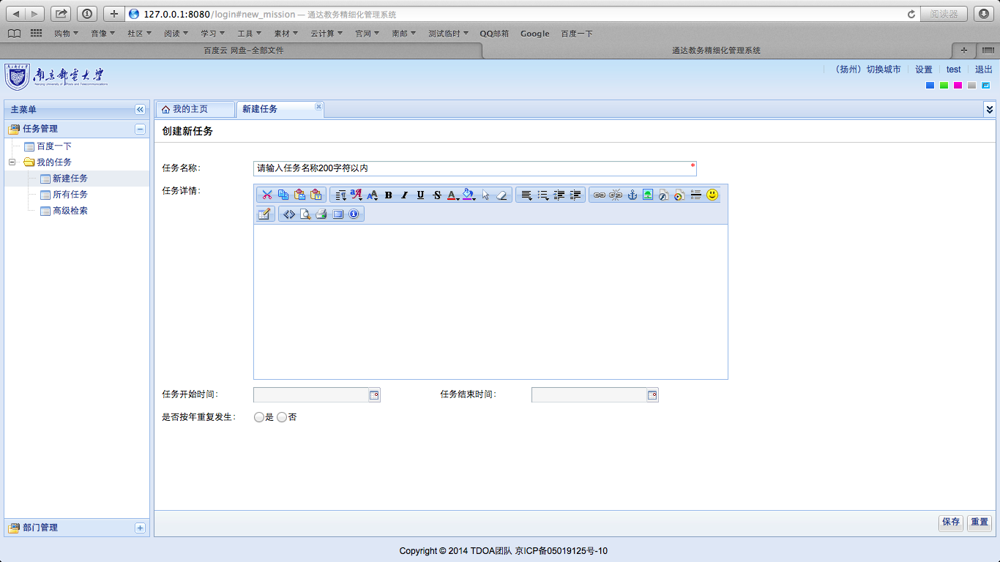 127.0.0.1:8080/login#new_mission — 通达教务精细化管理系统
阅读器
购物 音像 社区 阅读 学习 工具 素材 云计算 官网 南邮 测试临时 QQ邮箱 Google 百度一下
百度云 网盘-全部文件
通达教务精细化管理系统
南京邮电大学
Nanjing University of Posts and Telecommunications
（扬州）切换城市 设置 test 退出
主菜单
我的主页
新建任务
任务管理
创建新任务
百度一下
我的任务
新建任务
所有任务
高级检索
任务名称:
请输入任务名称200字符以内 *
任务详情:
任务开始时间:
任务结束时间:
是否按年重复发生:
是 否
部门管理
保存 重置
Copyright © 2014 TDOA团队 京ICP备05019125号-10